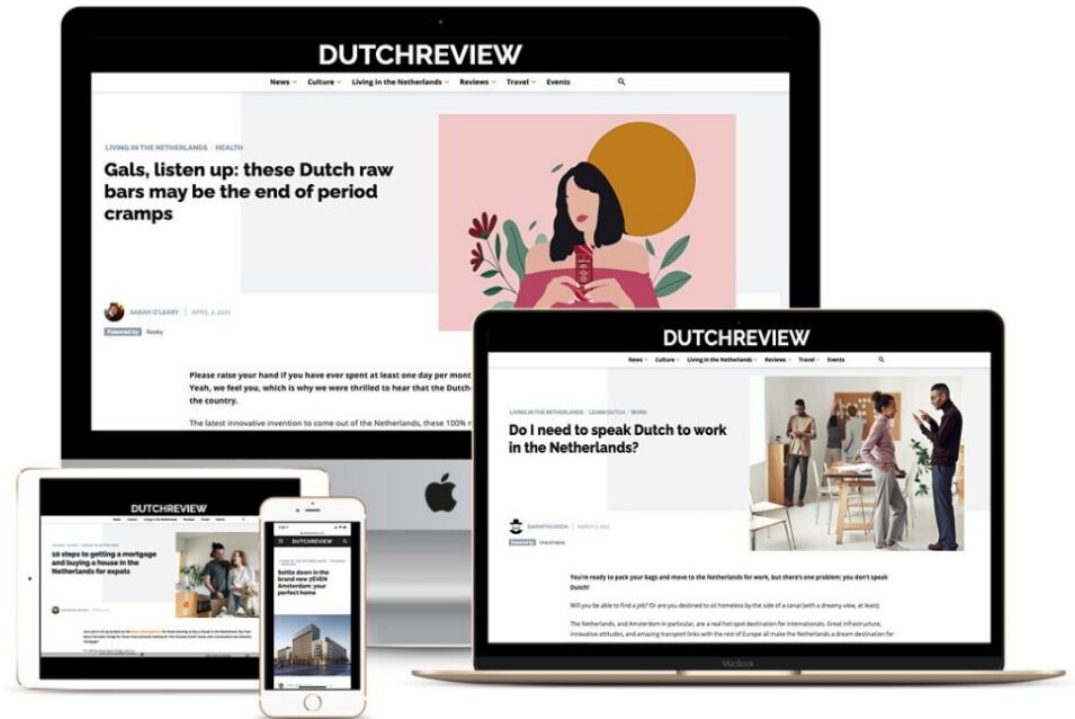 DUTCHREVIEW
News Culture Living in the Netherlands Reviews Travel Events
LIVING IN THE NETHERLANDS / HEALTH
Gals, listen up: these Dutch raw
bars may be the end of period
cramps
SARAH O'LEARY | APRIL 2, 2021
Powered by
Please raise your hand if you have ever spent at least one day per mont
Yeah, we feel you, which is why we were thrilled to hear that the Dutch-
the country.
The latest innovative invention to come out of the Netherlands, these 100% r
DUTCHREVIEW
News Culture Living in the Netherlands Reviews Travel Events
LIVING IN THE NETHERLANDS / LEARN DUTCH / WORK
Do I need to speak Dutch to work
in the Netherlands?
Powered by
You're ready to pack your bags and move to the Netherlands for work, but there's one problem: you don't speak
Dutch!
Will you be able to find a job? Or are you destined to sit homeless by the side of a canal (with a dreamy view, at least).
The Netherlands, and Amsterdam in particular, are a real hot-spot destination for internationals. Great infrastructure,
innovative attitudes, and amazing transport links with the rest of Europe all make the Netherlands a dream destination for
MacBook
DUTCHREVIEW
10 steps to getting a mortgage
and buying a house in the
Netherlands for expats
DUTCHREVIEW
Settle down in the
brand new
Amsterdam: your
perfect home